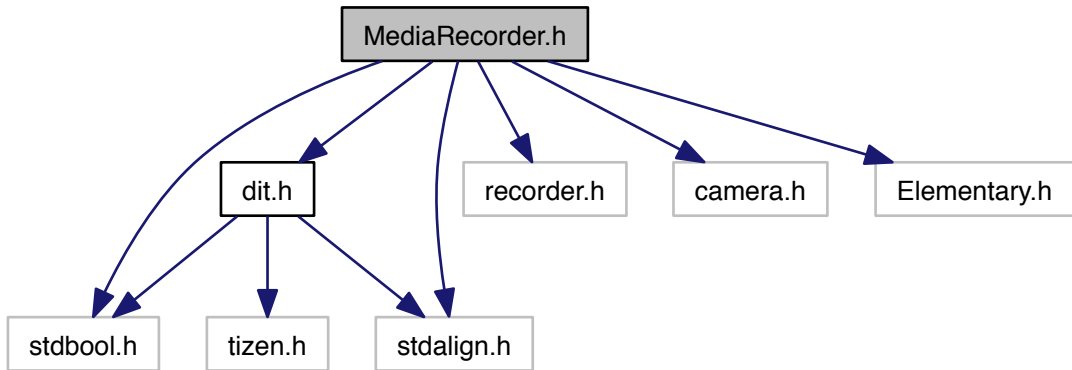 MediaRecorder.h
dit.h
recorder.h
camera.h
Elementary.h
stdbool.h
tizen.h
stdalign.h